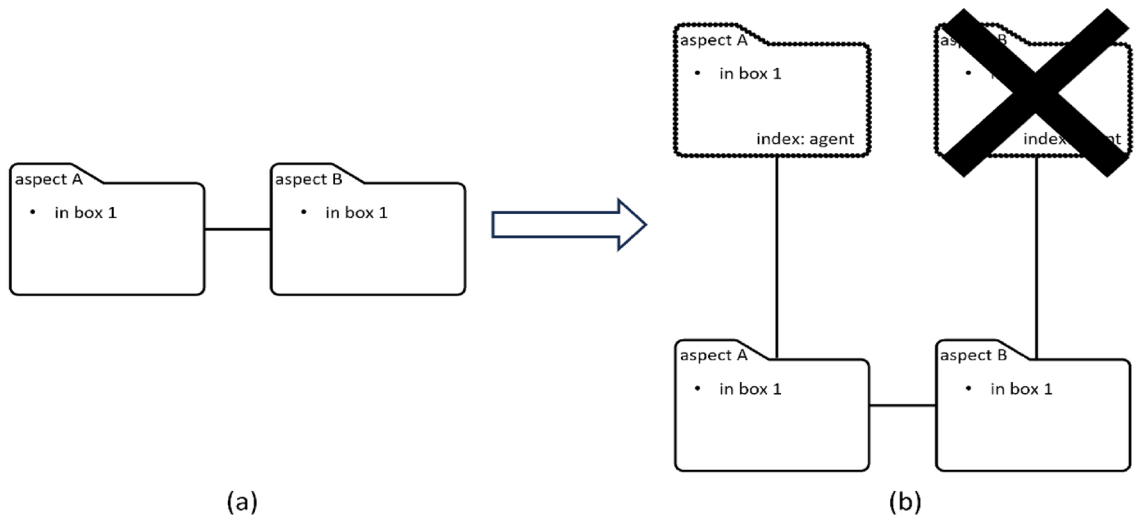 aspect A
• in box 1
aspect B
• in box 1
(a)
aspect A
• in box 1
index: agent
•
aspect A
• in box 1
aspect B
• in box 1
(b)